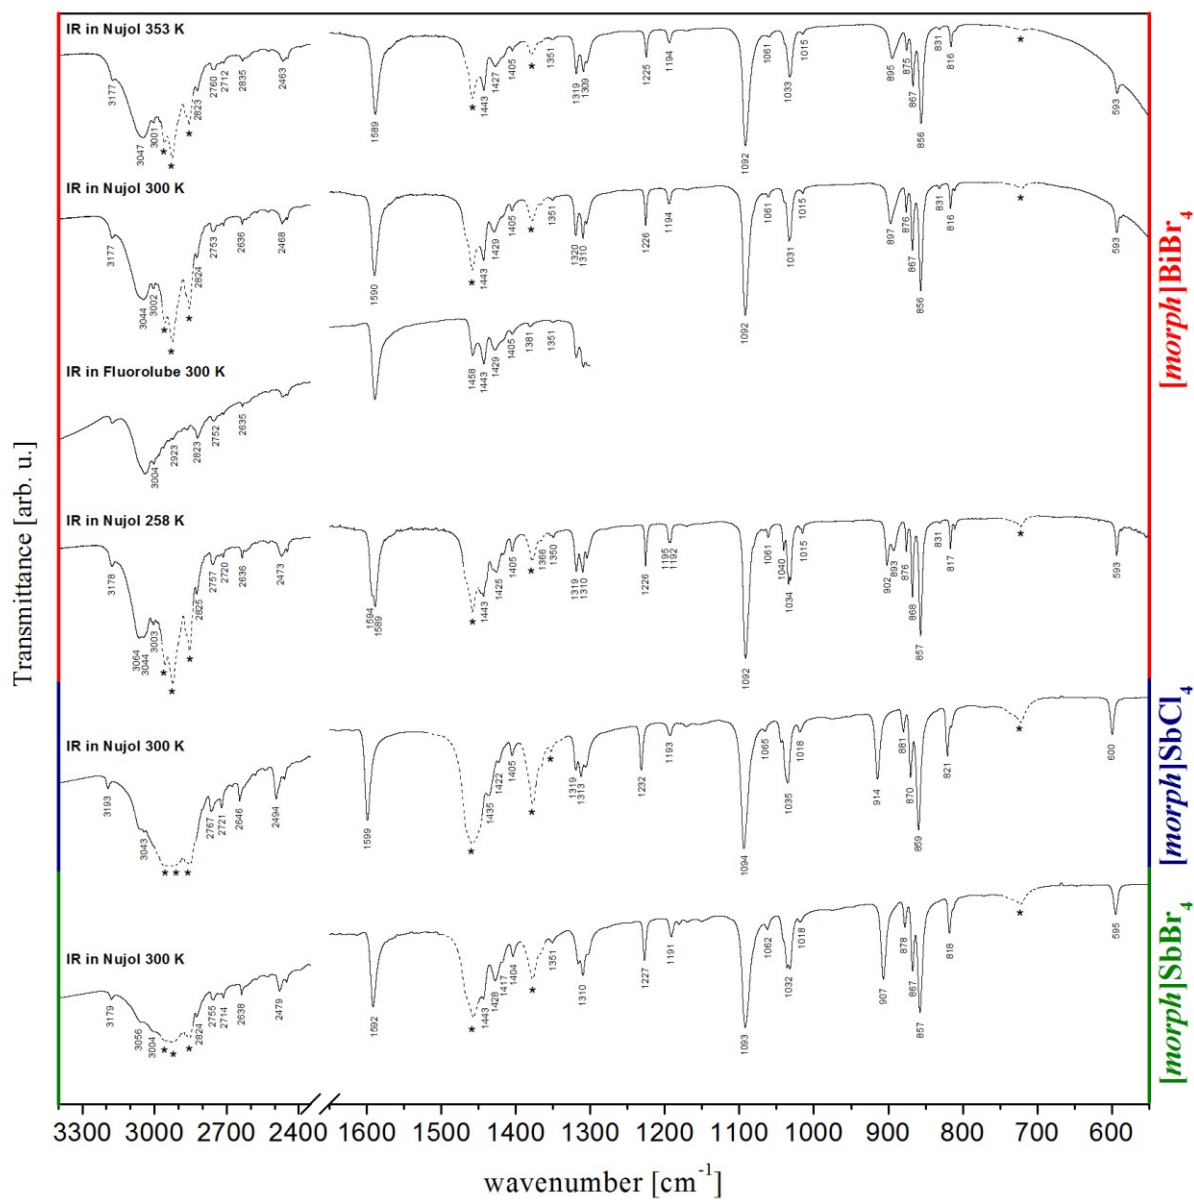 IR in Nujol 353 K
3177 3047 3001 * * * 2823 2760 2712 2835 2463 1589 * 1443 1427 1405 * 1351 1319 1309 1225 1194 1092 1061 1033 1015 895 875 867 856 831 816 * 593
IR in Nujol 300 K
3177 3044 3002 * * * 2824 2753 2636 2468 1590 * 1443 1429 1405 * 1351 1320 1310 1226 1194 1092 1061 1031 1015 897 876 867 856 831 816 * 593
IR in Fluorolube 300 K
3004 2923 2823 2752 2635 1458 1443 1429 1405 1381 1351
IR in Nujol 258 K
3178 3064 3044 3003 * * * 2825 2757 2720 2636 2473 1594 1589 * 1443 1425 1405 * 1366 1350 1319 1310 1226 1195 1192 1092 1061 1040 1034 1015 902 893 876 868 857 831 817 * 593
IR in Nujol 300 K
3193 3043 * * * 2767 2721 2646 2494 1599 * 1435 1422 1405 * * 1319 1313 1232 1193 1094 1065 1035 1018 914 881 870 859 821 * 600
IR in Nujol 300 K
3179 3056 3004 * * * 2824 2755 2714 2638 2479 1592 * 1443 1428 1417 1404 * 1351 1310 1227 1191 1093 1062 1032 1018 907 878 867 857 818 * 595
[morph]BiBr4
[morph]SbCl4
[morph]SbBr4
Transmittance [arb. u.]
3300 3000 2700 2400 1600 1500 1400 1300 1200 1100 1000 900 800 700 600
wavenumber [cm-1]